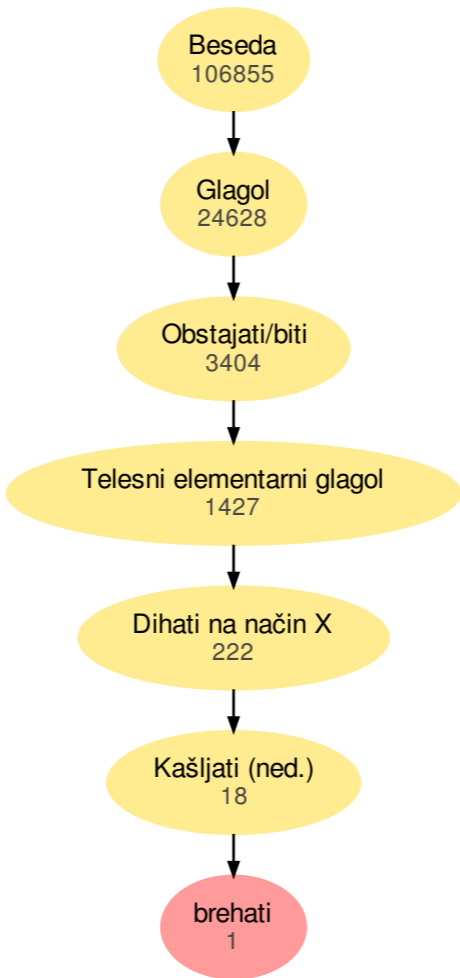 Beseda
106855
Glagol
24628
Obstajati/biti
3404
Telesni elementarni glagol
1427
Dihati na način X
222
Kašljati (ned.)
18
brehati
1